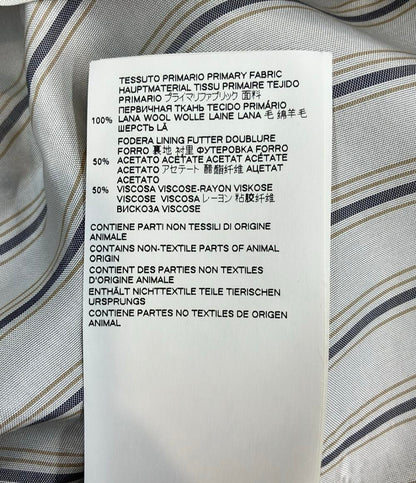 TESSUTO PRIMARIO PRIMARY FABRIC
HAUPTMATERIAL TISSU PRIMAIRE TEJIDO
PRIMARIO プライマリファブリック 面料
ПЕРВИЧНАЯ ТКАНЬ TECIDO PRIMÁRIO
100% LANA WOOL WOLLE LAINE LANA 毛 绵羊毛
ШЕРСТЬ LÃ
FODERA LINING FUTTER DOUBLURE
FORRO 裏地 衬里 ФУТЕРОВКА FORRO
50% ACETATO ACÉTATE ACETAT ACÉTATE
ACETATO アセテート 醋酯纤维 АЦЕТАТ
ACETATO
50% VISCOSA VISCOSE-RAYON VISKOSE
VISCOSE VISCOSA レーヨン 粘胶纤维
ВИСКОЗА VISCOSE
CONTIENE PARTI NON TESSILI DI ORIGINE
ANIMALE
CONTAINS NON-TEXTILE PARTS OF ANIMAL
ORIGIN
CONTIENT DES PARTIES NON TEXTILES
D'ORIGINE ANIMALE
ENTHÄLT NICHTTEXTILE TEILE TIERISCHEN
URSPRUNGS
CONTIENE PARTES NO TEXTILES DE ORIGEN
ANIMAL